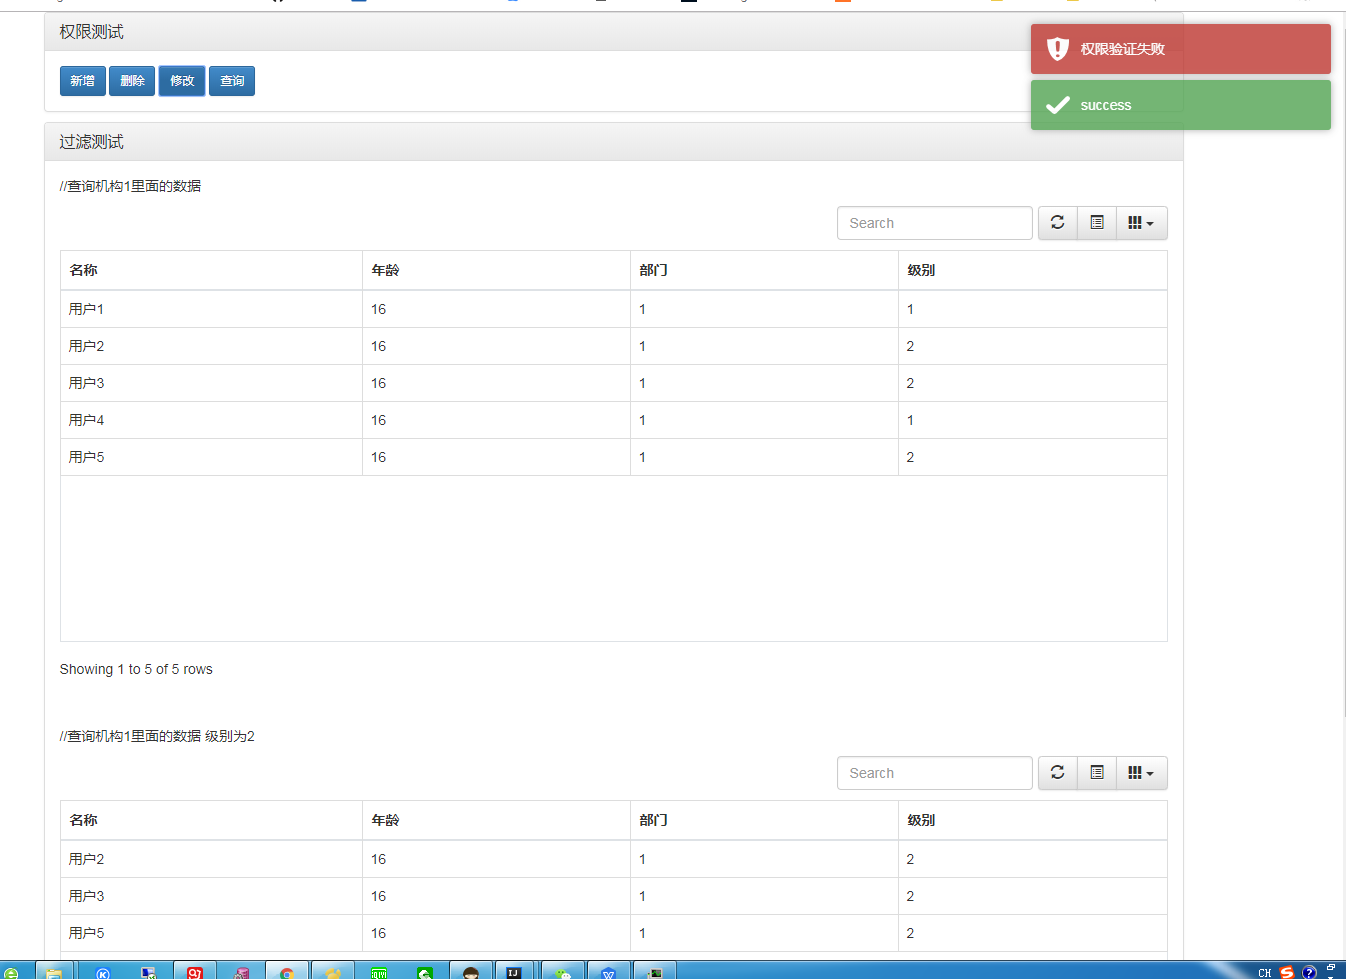 权限测试
权限验证失败
新增 删除 修改 查询
success
过滤测试
//查询机构1里面的数据
Search
名称 年龄 部门 级别
用户1 16 1 1
用户2 16 1 2
用户3 16 1 2
用户4 16 1 1
用户5 16 1 2
Showing 1 to 5 of 5 rows
//查询机构1里面的数据 级别为2
Search
名称 年龄 部门 级别
用户2 16 1 2
用户3 16 1 2
用户5 16 1 2
CH